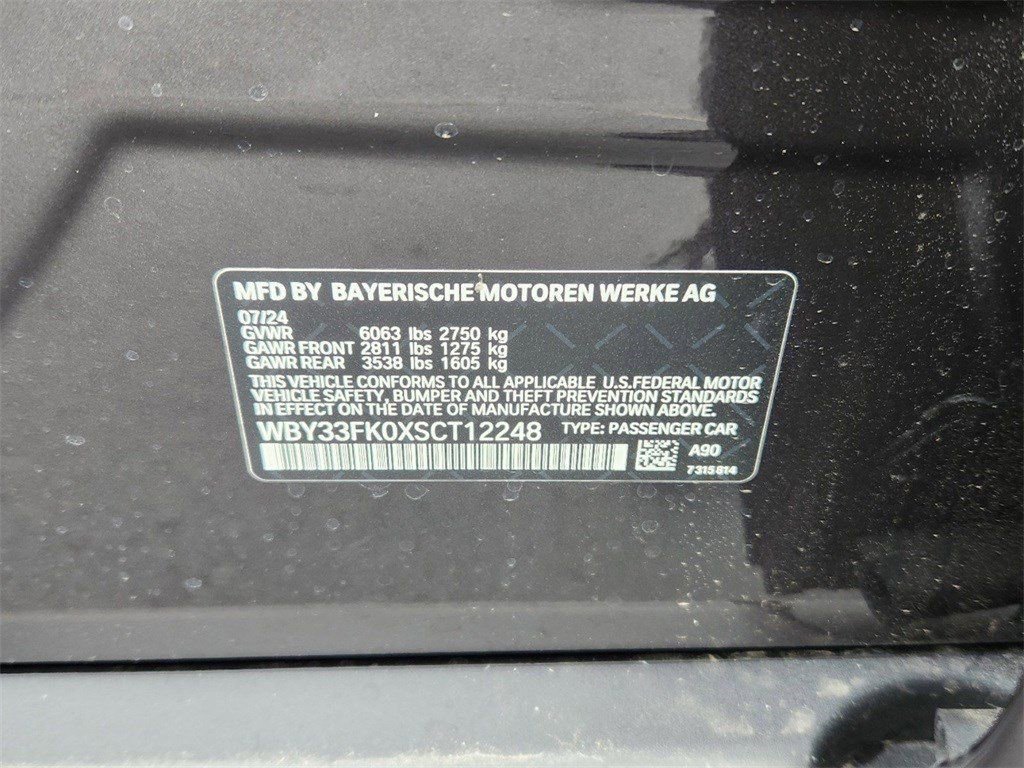 MFD BY BAYERISCHE MOTOREN WERKE AG
07/24
GVWR 6063 lbs 2750 kg
GAWR FRONT 2811 lbs 1275 kg
GAWR REAR 3538 lbs 1605 kg
THIS VEHICLE CONFORMS TO ALL APPLICABLE U.S.FEDERAL MOTOR
VEHICLE SAFETY, BUMPER AND THEFT PREVENTION STANDARDS
IN EFFECT ON THE DATE OF MANUFACTURE SHOWN ABOVE.
WBY33FK0XSCT12248 TYPE: PASSENGER CAR
A90
7315814